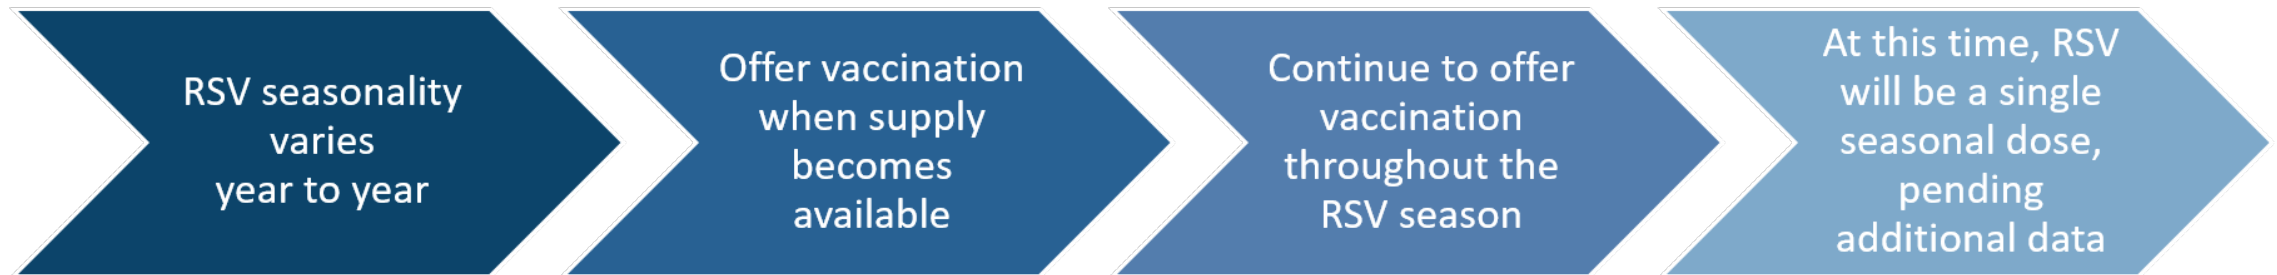 RSV seasonality
varies
year to year
Offer vaccination
when supply
becomes
available
Continue to offer
vaccination
throughout the
RSV season
At this time, RSV
will be a single
seasonal dose,
pending
additional data